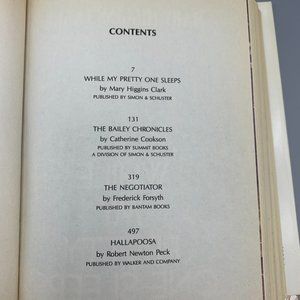 CONTENTS
7
WHILE MY PRETTY ONE SLEEPS
by Mary Higgins Clark
PUBLISHED BY SIMON & SCHUSTER
131
THE BAILEY CHRONICLES
by Catherine Cookson
PUBLISHED BY SUMMIT BOOKS
A DIVISION OF SIMON & SCHUSTER
319
THE NEGOTIATOR
by Frederick Forsyth
PUBLISHED BY BANTAM BOOKS
497
HALLAPOOSA
by Robert Newton Peck
PUBLISHED BY WALKER AND COMPANY